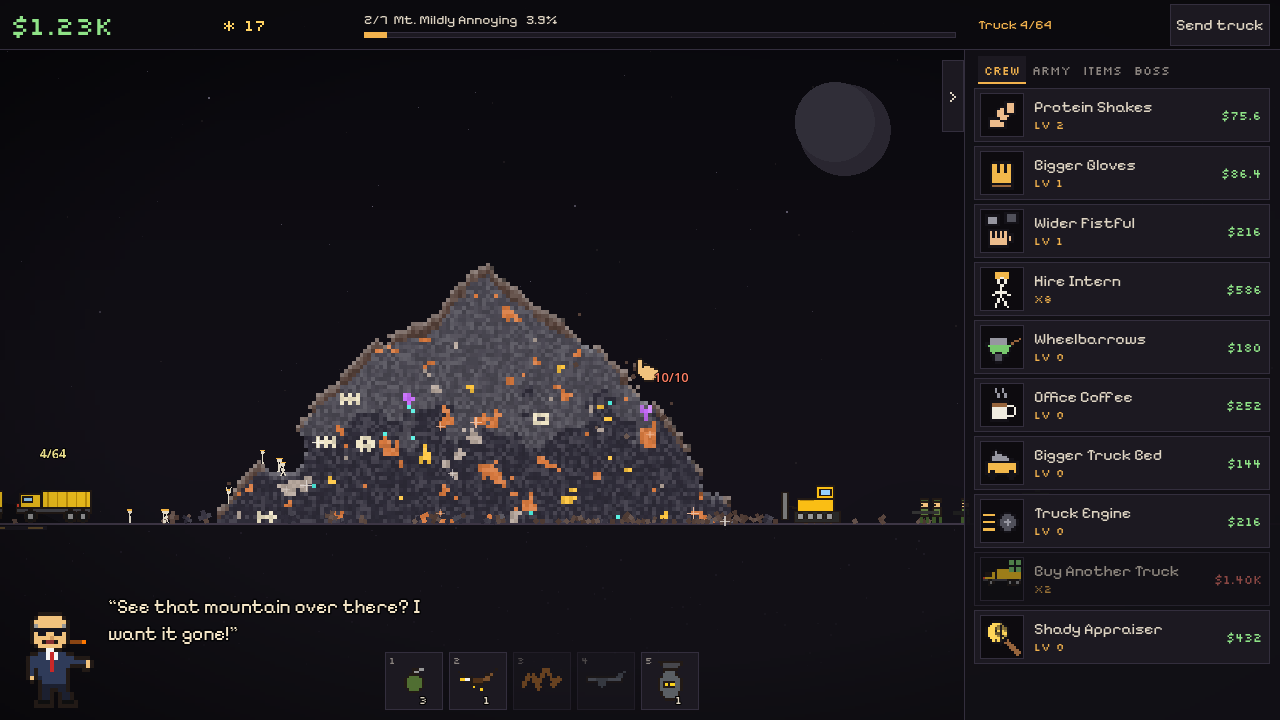 $1.23K
17
2/7 Mt. Mildly Annoying 3.9%
Truck 4/64
Send truck
CREW ARMY ITEMS BOSS
Protein Shakes
LV 2
$75.6
Bigger Gloves
LV 1
$86.4
Wider Fistful
LV 1
$216
Hire Intern
X8
$586
Wheelbarrows
LV 0
$180
Office Coffee
LV 0
$252
Bigger Truck Bed
LV 0
$144
Truck Engine
LV 0
$216
Buy Another Truck
X2
$1.40K
Shady Appraiser
LV 0
$432
>
10/10
4/64
“See that mountain over there? I
want it gone!”
1
3
2
1
3
4
5
1